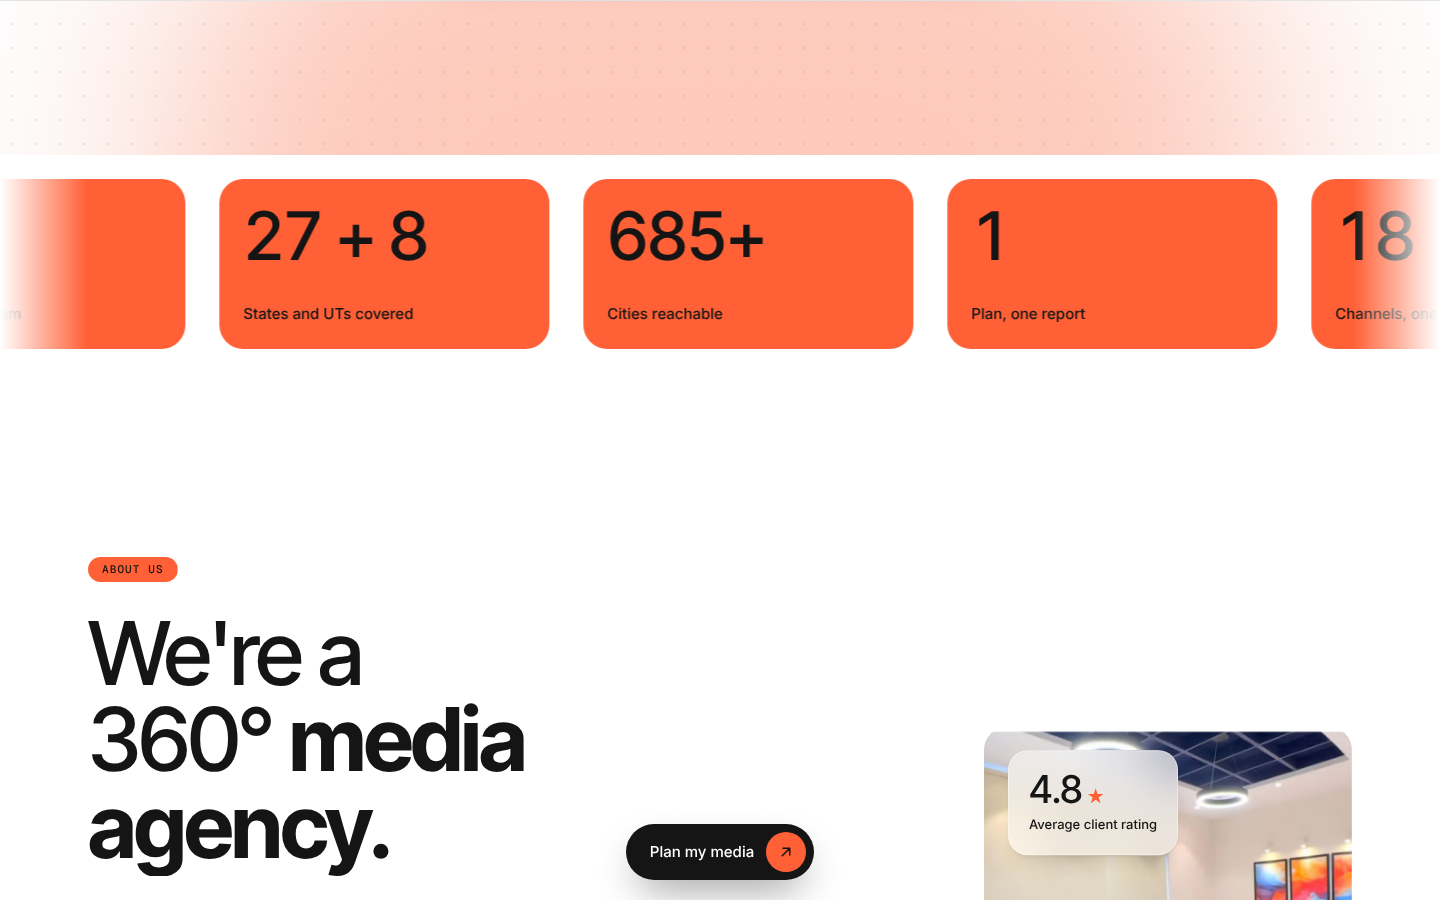 27 + 8
States and UTs covered
685+
Cities reachable
1
Plan, one report
18
Channels, one
ABOUT US
We're a
360° media
agency.
Plan my media
4.8 ★
Average client rating